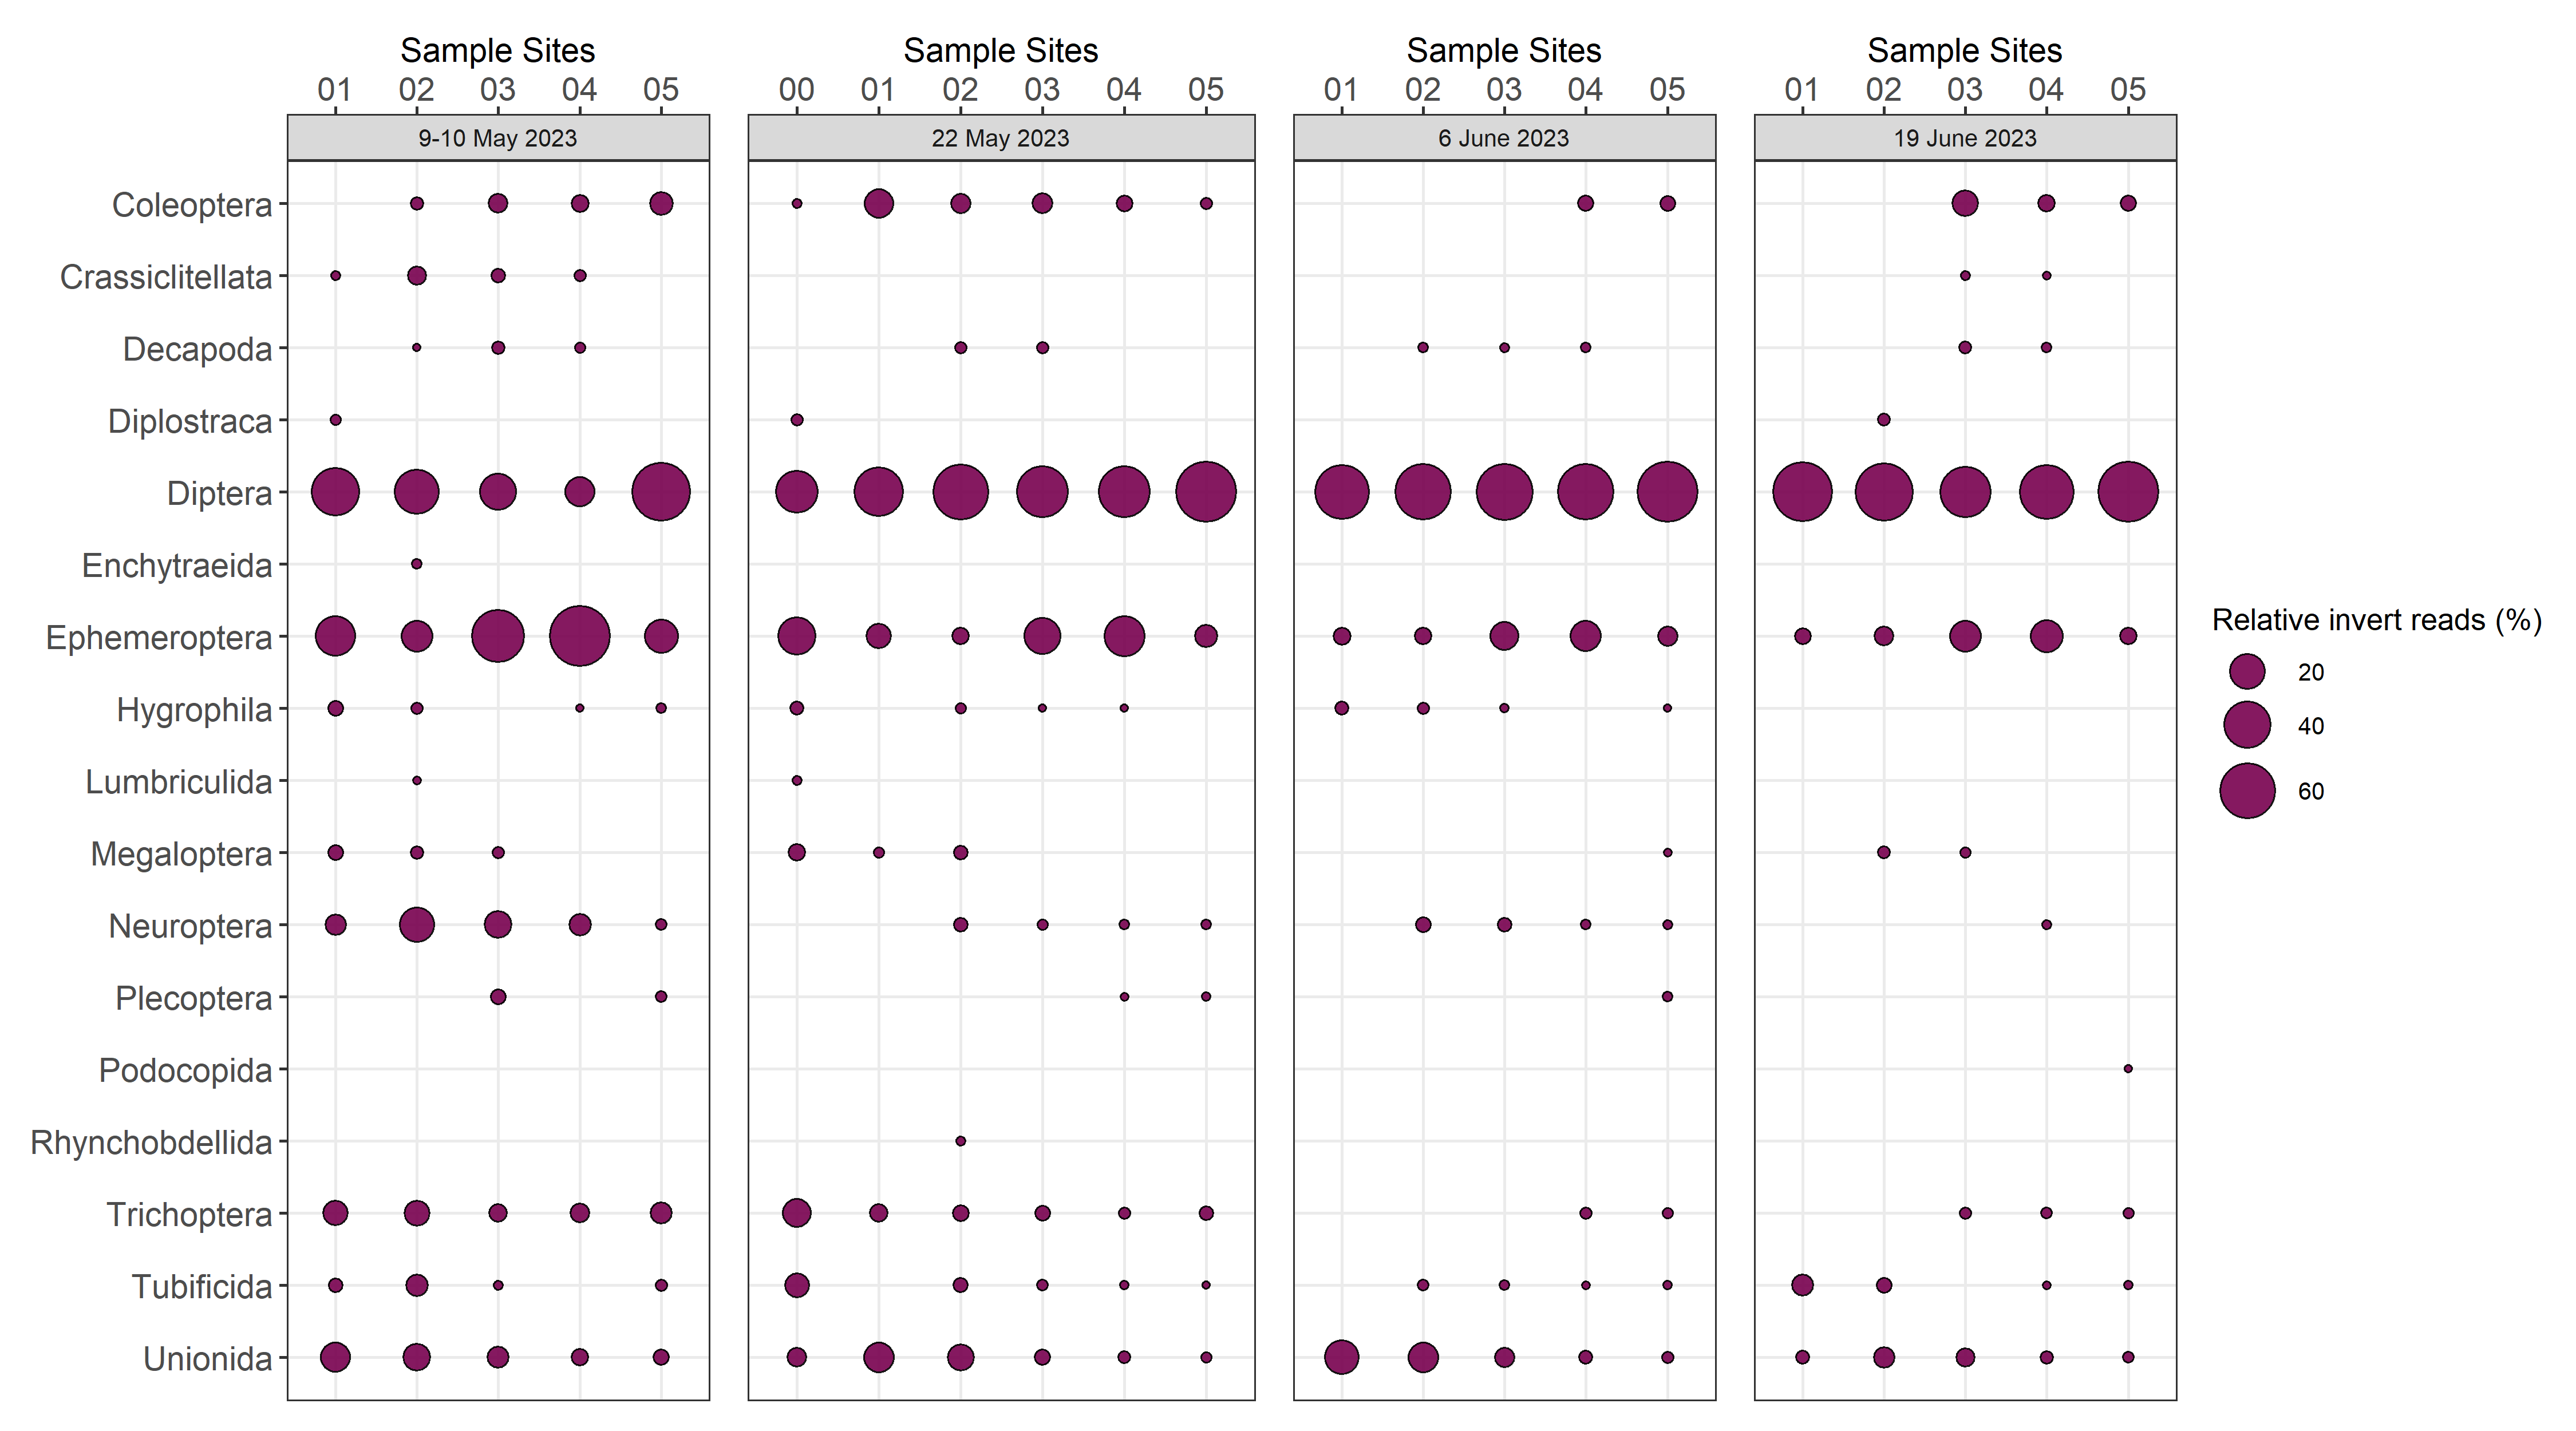 Sample Sites Sample Sites Sample Sites Sample Sites
01 02 03 04 05 00 01 02 03 04 05 01 02 03 04 05 01 02 03 04 05
9-10 May 2023 22 May 2023 6 June 2023 19 June 2023
Coleoptera
Crassiclitellata
Decapoda
Diplostraca
Diptera
Enchytraeida
Ephemeroptera
Hygrophila
Lumbriculida
Megaloptera
Neuroptera
Plecoptera
Podocopida
Rhynchobdellida
Trichoptera
Tubificida
Unionida
Relative invert reads (%)
20
40
60